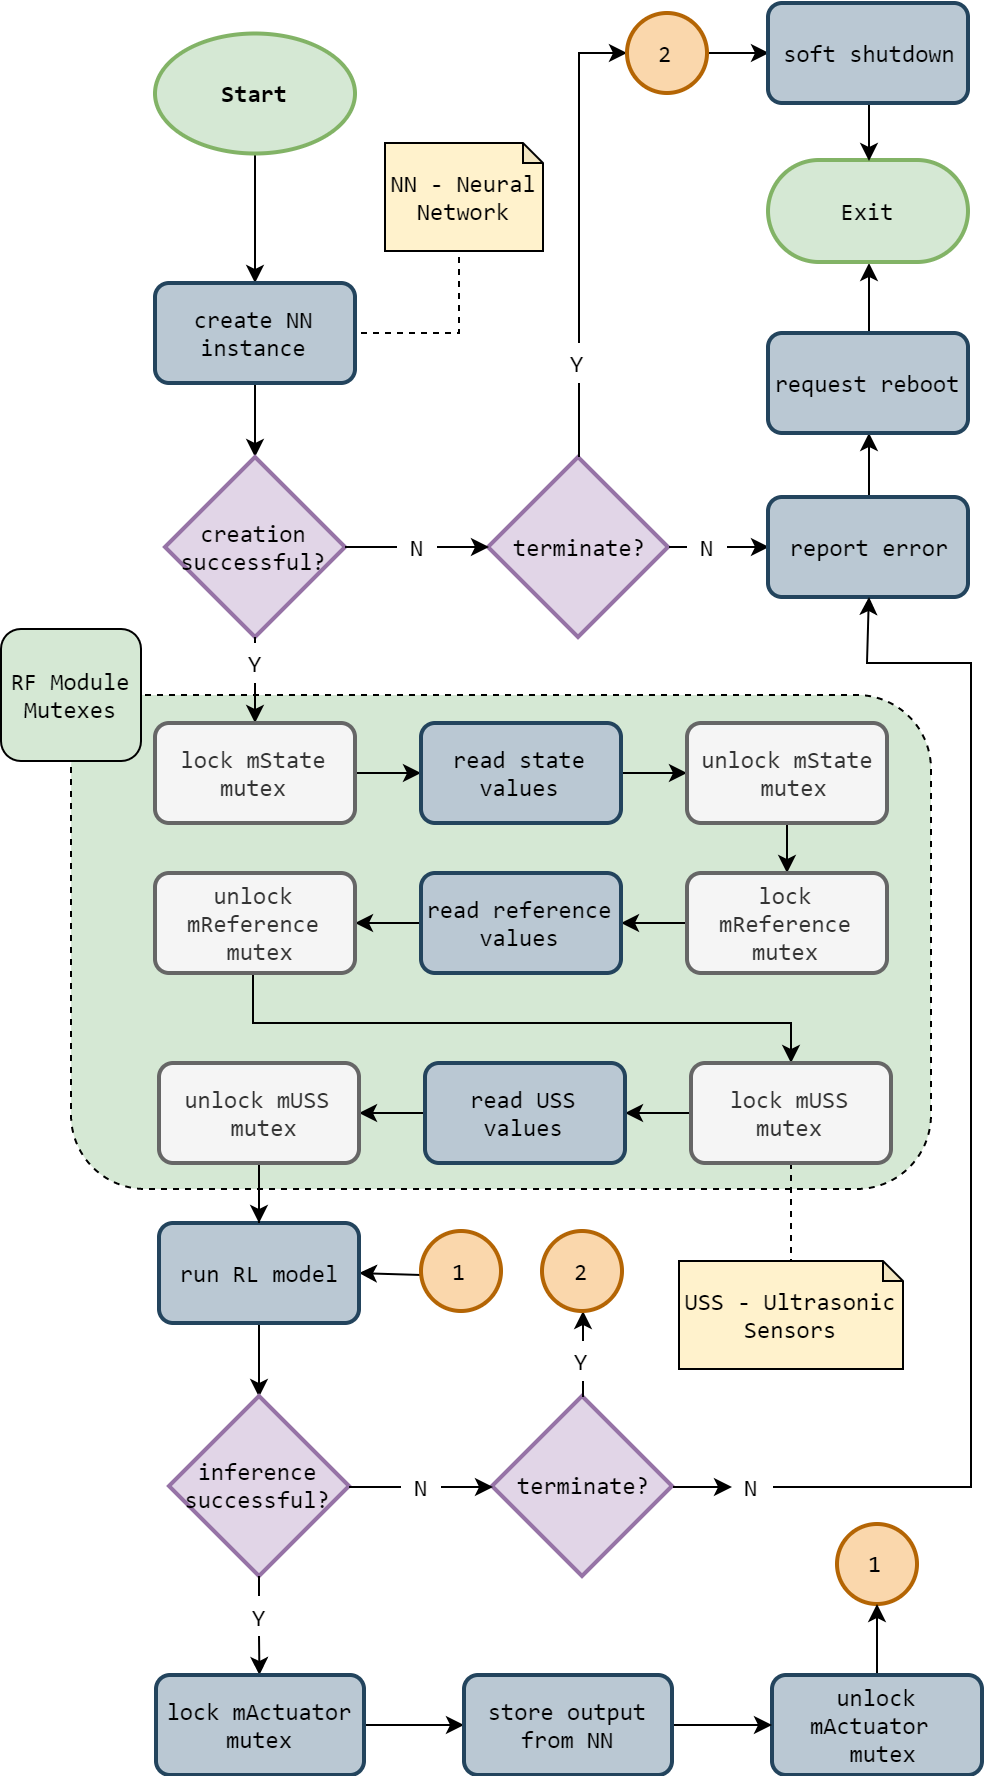 2
soft shutdown
Start
NN - Neural
Network
Exit
create NN
instance
Y
request reboot
creation
successful?
N
terminate?
N
report error
Y
RF Module
Mutexes
lock mState
mutex
read state
values
unlock mState
mutex
unlock
mReference
mutex
read reference
values
lock
mReference
mutex
unlock mUSS
mutex
read USS
values
lock mUSS
mutex
run RL model
1
2
USS - Ultrasonic
Sensors
Y
inference
successful?
N
terminate?
N
1
Y
lock mActuator
mutex
store output
from NN
unlock
mActuator
mutex